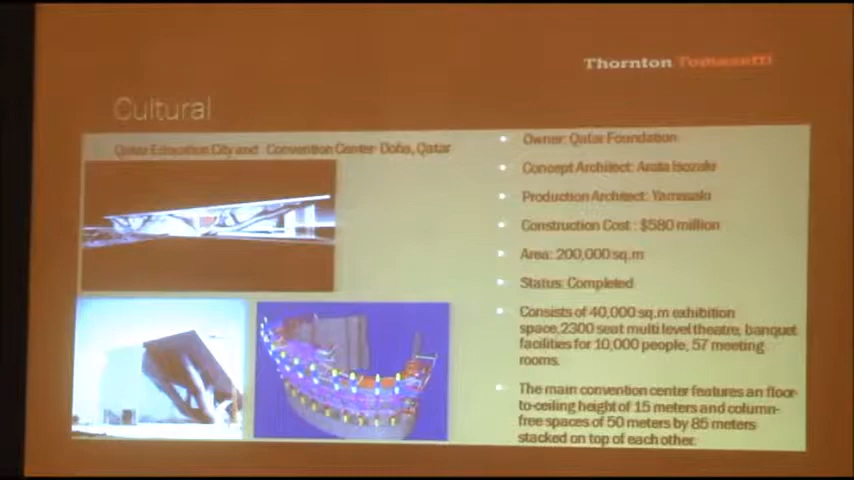 Thornton Tomasetti
Cultural
Qatar Education City and Convention Center- Doha, Qatar
Owner: Qatar Foundation
Concept Architect: Arata Isozaki
Production Architect: Yamasaki
Construction Cost : $580 million
Area: 200,000 sq.m
Status: Completed
Consists of 40,000 sq.m exhibition
space,2300 seat multi level theatre, banquet
facilities for 10,000 people, 57 meeting
rooms.
The main convention center features an floor-
to-ceiling height of 15 meters and column-
free spaces of 50 meters by 85 meters
stacked on top of each other.